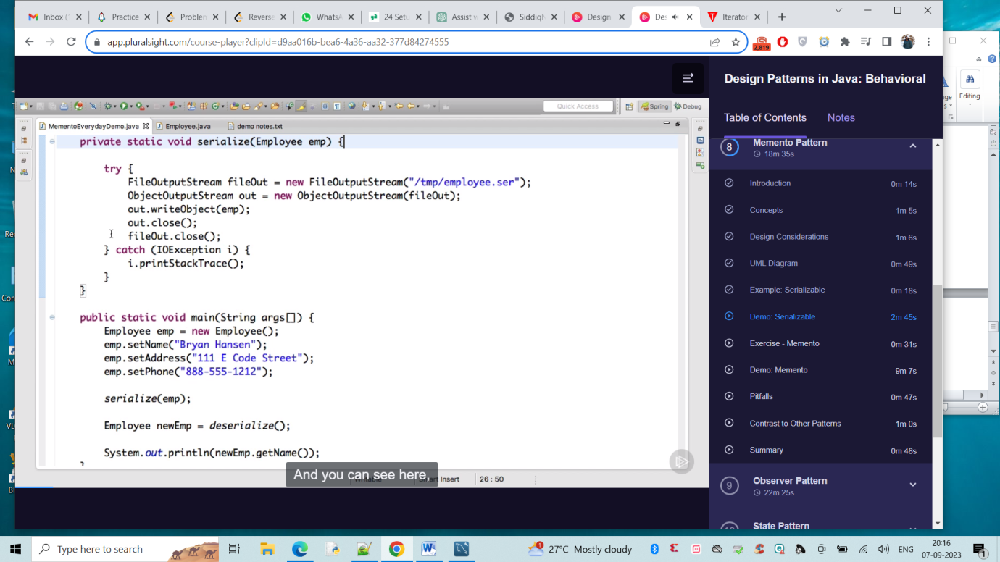 Inbox (
Practice
Problen
Reverse
WhatsA
24 Setu
Assist w
SiddiqN
Design
Des
Iterator
app.pluralsight.com/course-player?clipId=d9aa016b-bea6-4a36-aa32-377d84274555
2,819
Design Patterns in Java: Behavioral
Editing
Quick Access
Spring
Debug
Table of Contents
Notes
MementoEverydayDemo.java
Employee.java
demo notes.txt
private static void serialize(Employee emp) {
try {
FileOutputStream fileOut = new FileOutputStream("/tmp/employee.ser");
ObjectOutputStream out = new ObjectOutputStream(fileOut);
out.writeObject(emp);
out.close();
fileOut.close();
} catch (IOException i) {
i.printStackTrace();
}
}
public static void main(String args[]) {
Employee emp = new Employee();
emp.setName("Bryan Hansen");
emp.setAddress("111 E Code Street");
emp.setPhone("888-555-1212");
serialize(emp);
Employee newEmp = deserialize();
System.out.println(newEmp.getName());
And you can see here,
Insert
26 : 50
8
Memento Pattern
18m 35s
Introduction
0m 14s
Concepts
1m 5s
Design Considerations
1m 6s
UML Diagram
0m 49s
Example: Serializable
0m 18s
Demo: Serializable
2m 45s
Exercise - Memento
0m 31s
Demo: Memento
9m 7s
Pitfalls
0m 47s
Contrast to Other Patterns
1m 0s
Summary
0m 48s
9
Observer Pattern
22m 25s
State Pattern
Type here to search
27°C Mostly cloudy
ENG
20:16
07-09-2023
1